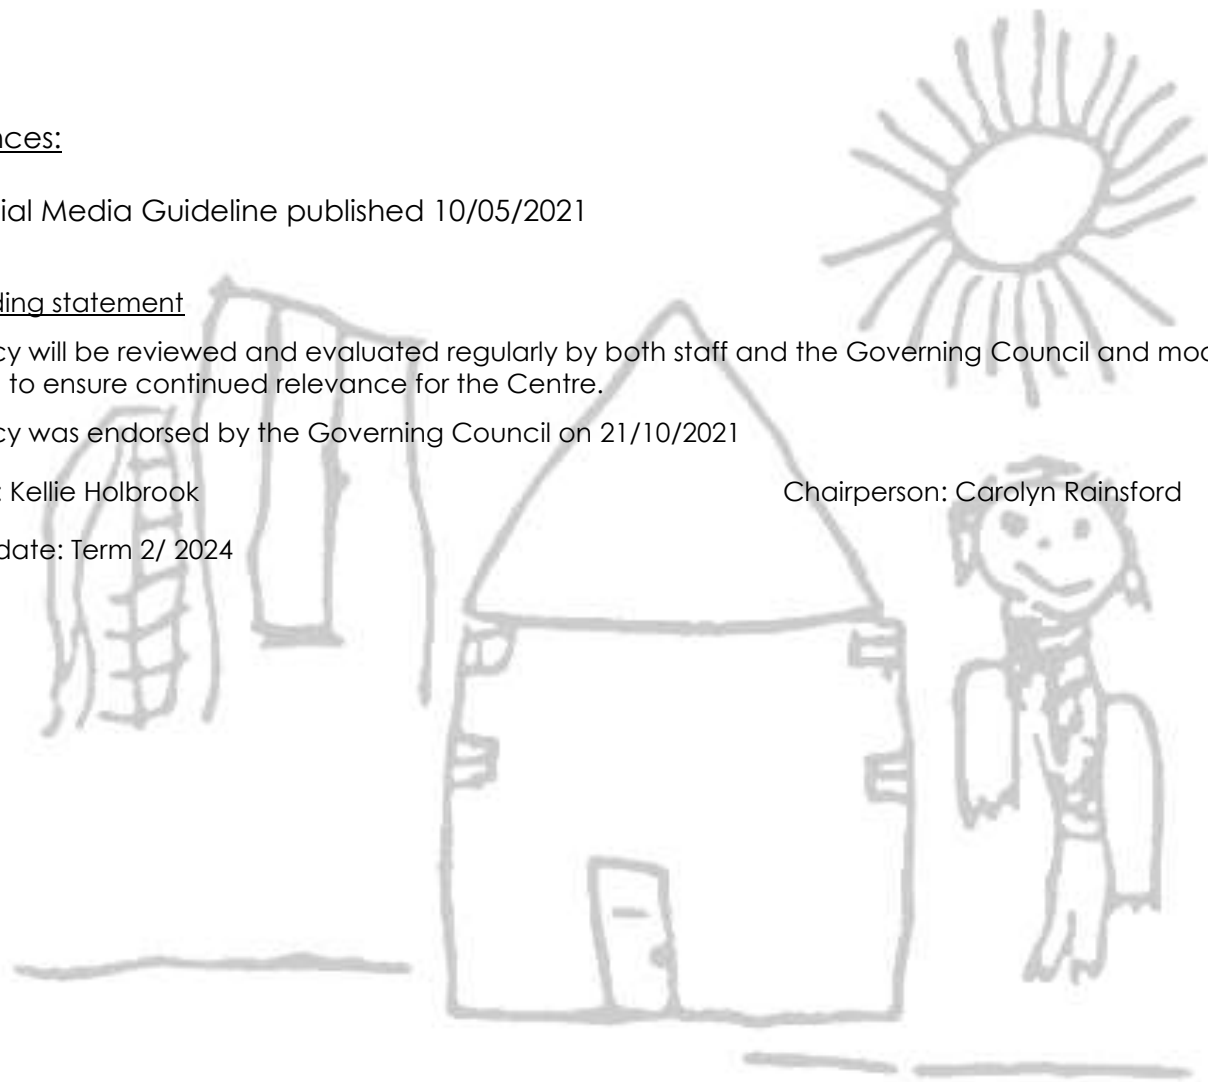 nces:
ial Media Guideline published 10/05/2021
ding statement
cy will be reviewed and evaluated regularly by both staff and the Governing Council and mod
to ensure continued relevance for the Centre.
cy was endorsed by the Governing Council on 21/10/2021
: Kellie Holbrook Chairperson: Carolyn Rainsford
date: Term 2/ 2024